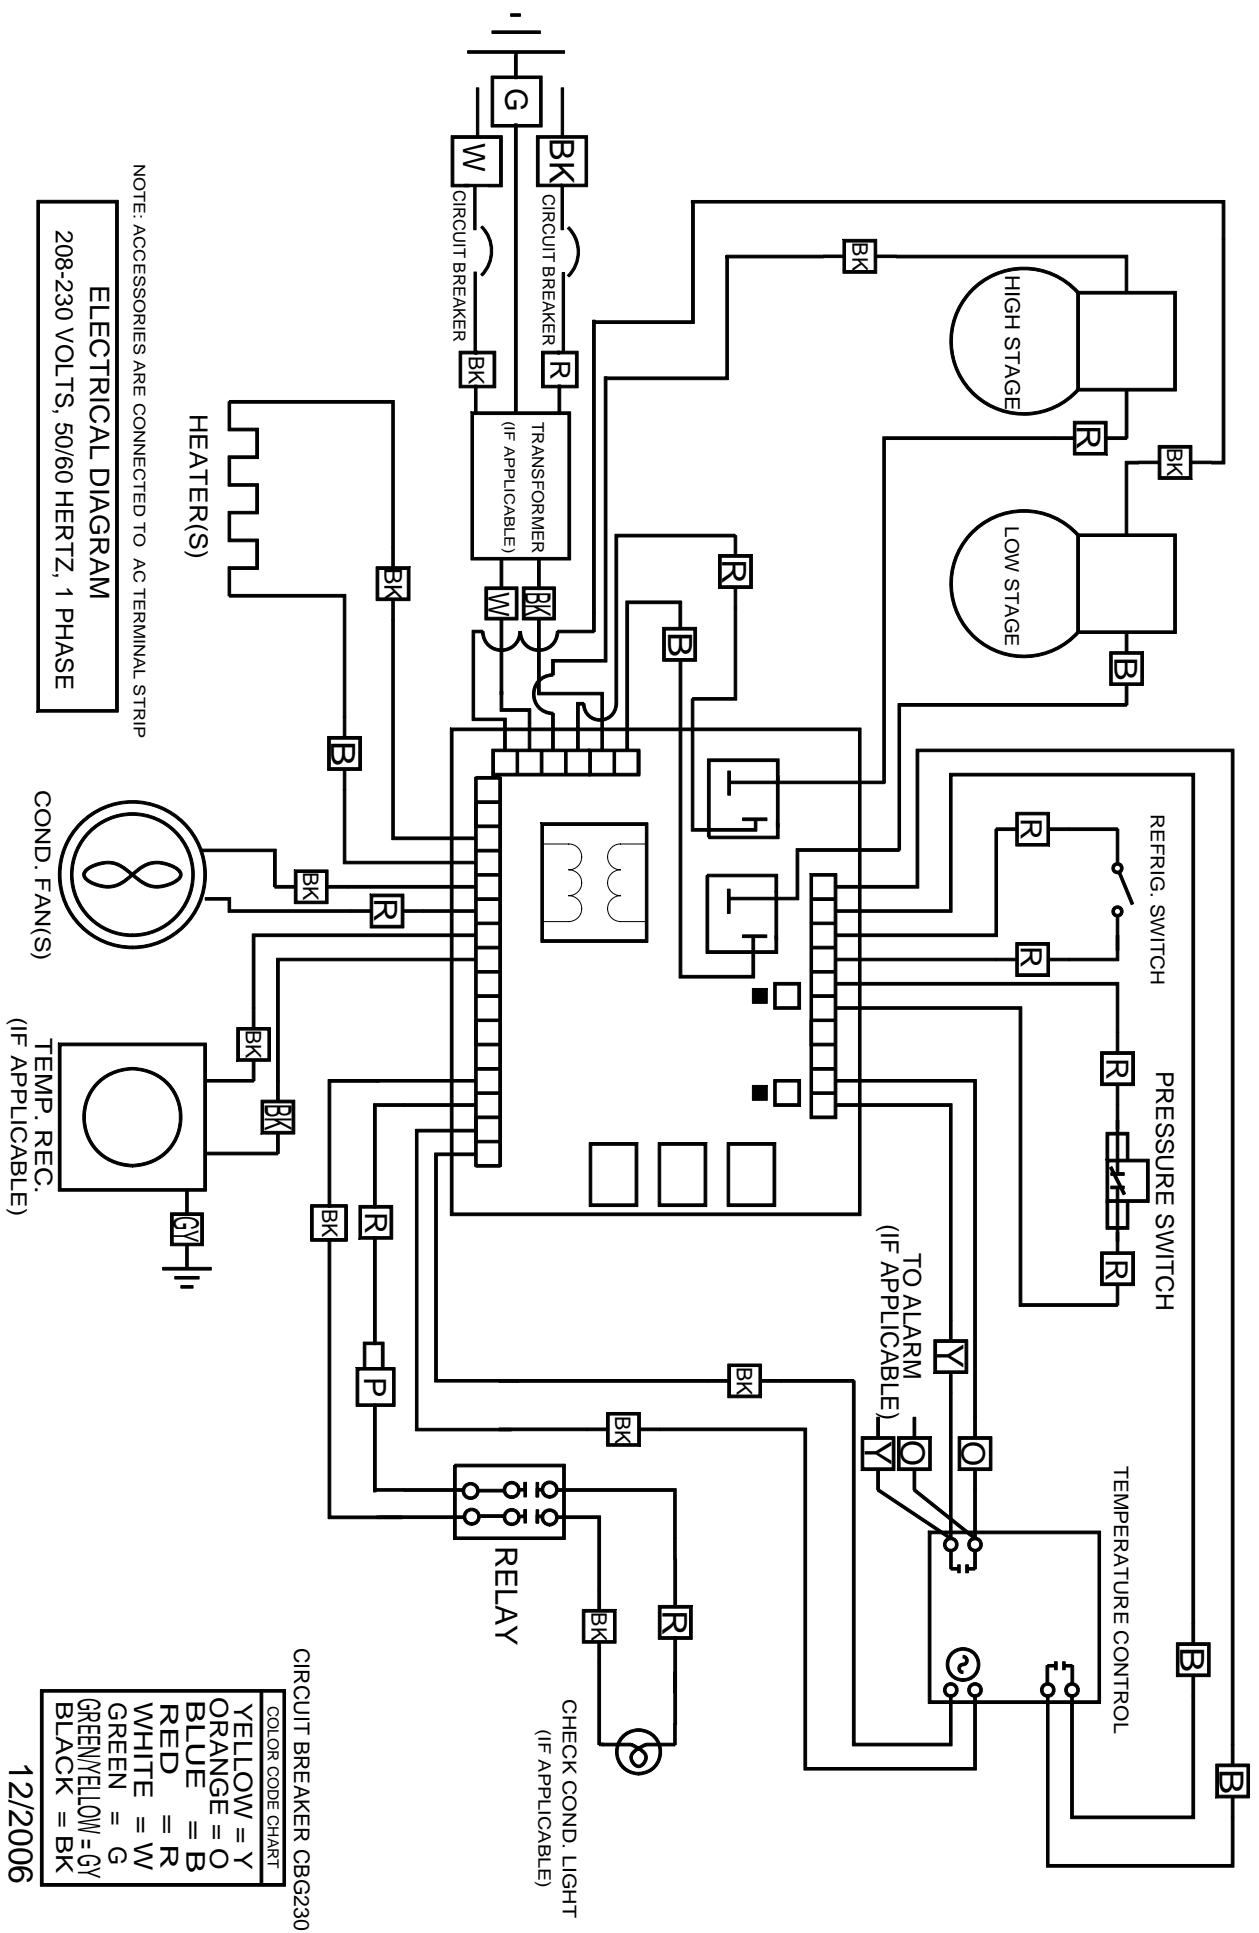 HIGH STAGE
LOW STAGE
BK
R
BK
B
REFRIG. SWITCH
R
R
PRESSURE SWITCH
R
R
TEMPERATURE CONTROL
B
B
G
BK
W
CIRCUIT BREAKER
CIRCUIT BREAKER
R
BK
TRANSFORMER
(IF APPLICABLE)
BK
W
R
B
TO ALARM
(IF APPLICABLE)
Y
O
O
Y
BK
BK
RELAY
R
BK
CHECK COND. LIGHT
(IF APPLICABLE)
HEATER(S)
BK
B
COND. FAN(S)
BK
R
TEMP. REC.
(IF APPLICABLE)
BK
BK
GY
BK
R
P
NOTE: ACCESSORIES ARE CONNECTED TO AC TERMINAL STRIP
ELECTRICAL DIAGRAM
208-230 VOLTS, 50/60 HERTZ, 1 PHASE
CIRCUIT BREAKER CBG230
COLOR CODE CHART
YELLOW = Y
ORANGE = O
BLUE = B
RED = R
WHITE = W
GREEN = G
GREEN/YELLOW = GY
BLACK = BK
12/2006